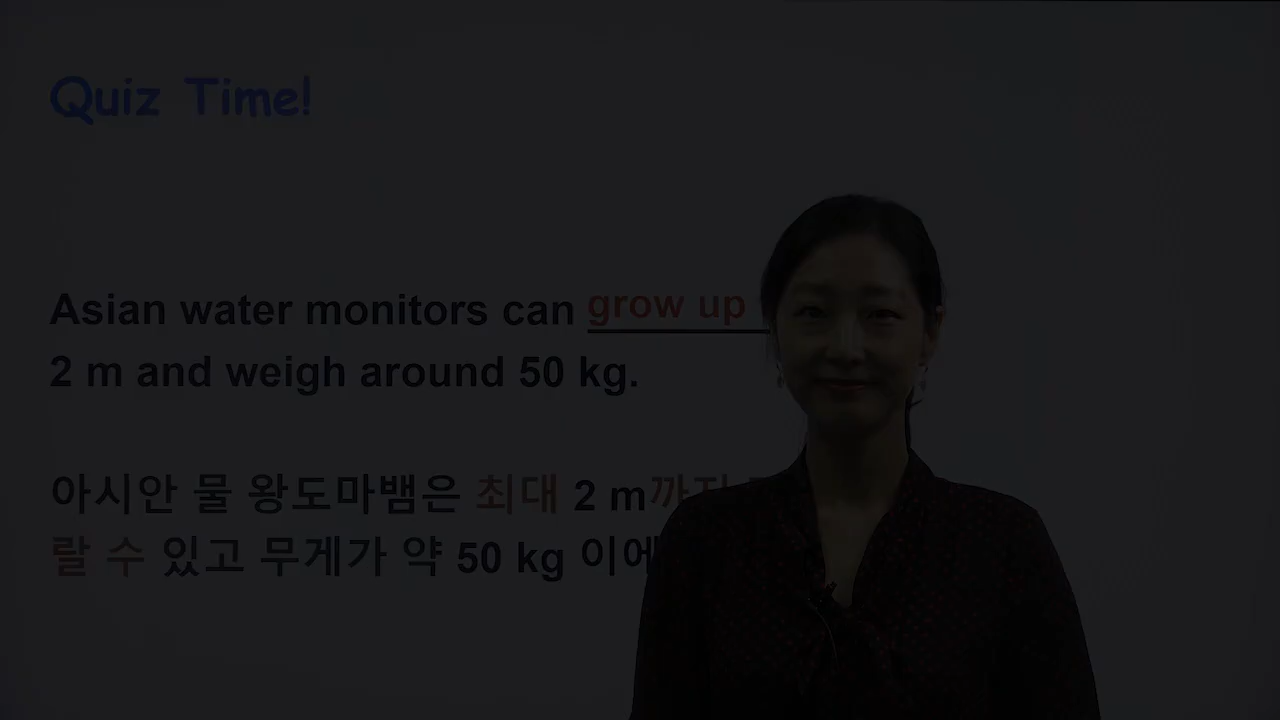 Quiz Time!
Asian water monitors can grow up
2 m and weigh around 50 kg.
아시안 물 왕도마뱀은 최대 2 m까지
랄 수 있고 무게가 약 50 kg 이에